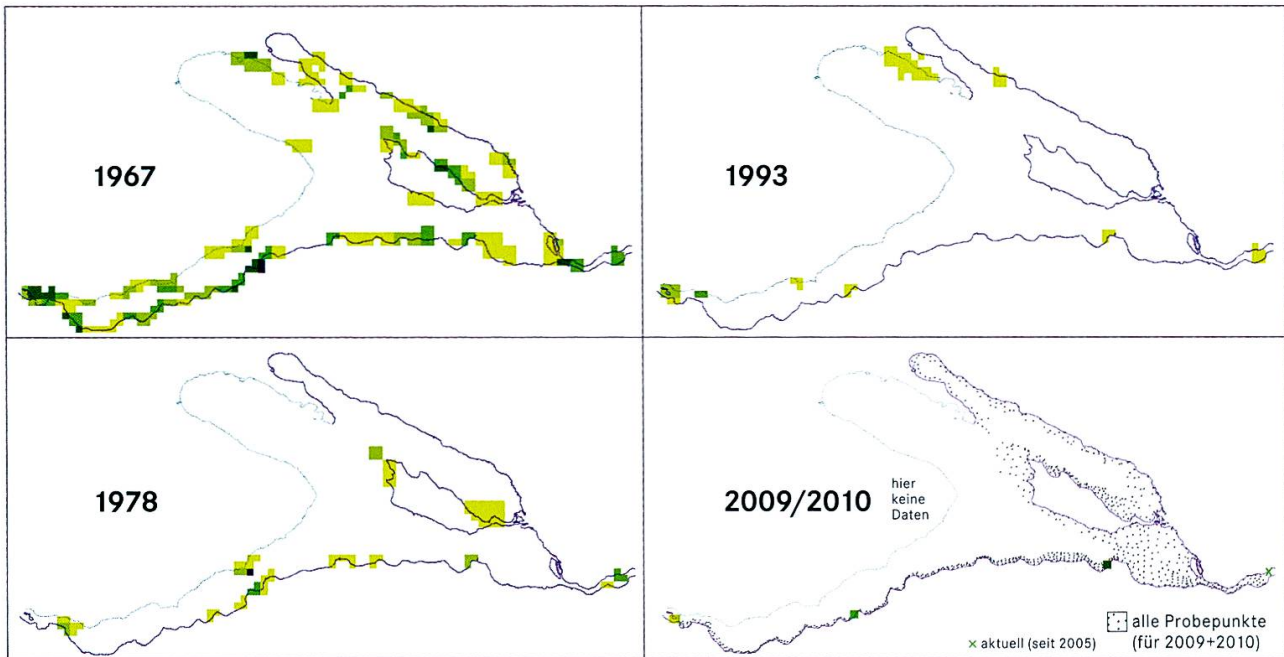 1967
1993
1978
2009/2010
hier
keine
Daten
× aktuell (seit 2005)
alle Probepunkte
(für 2009+2010)